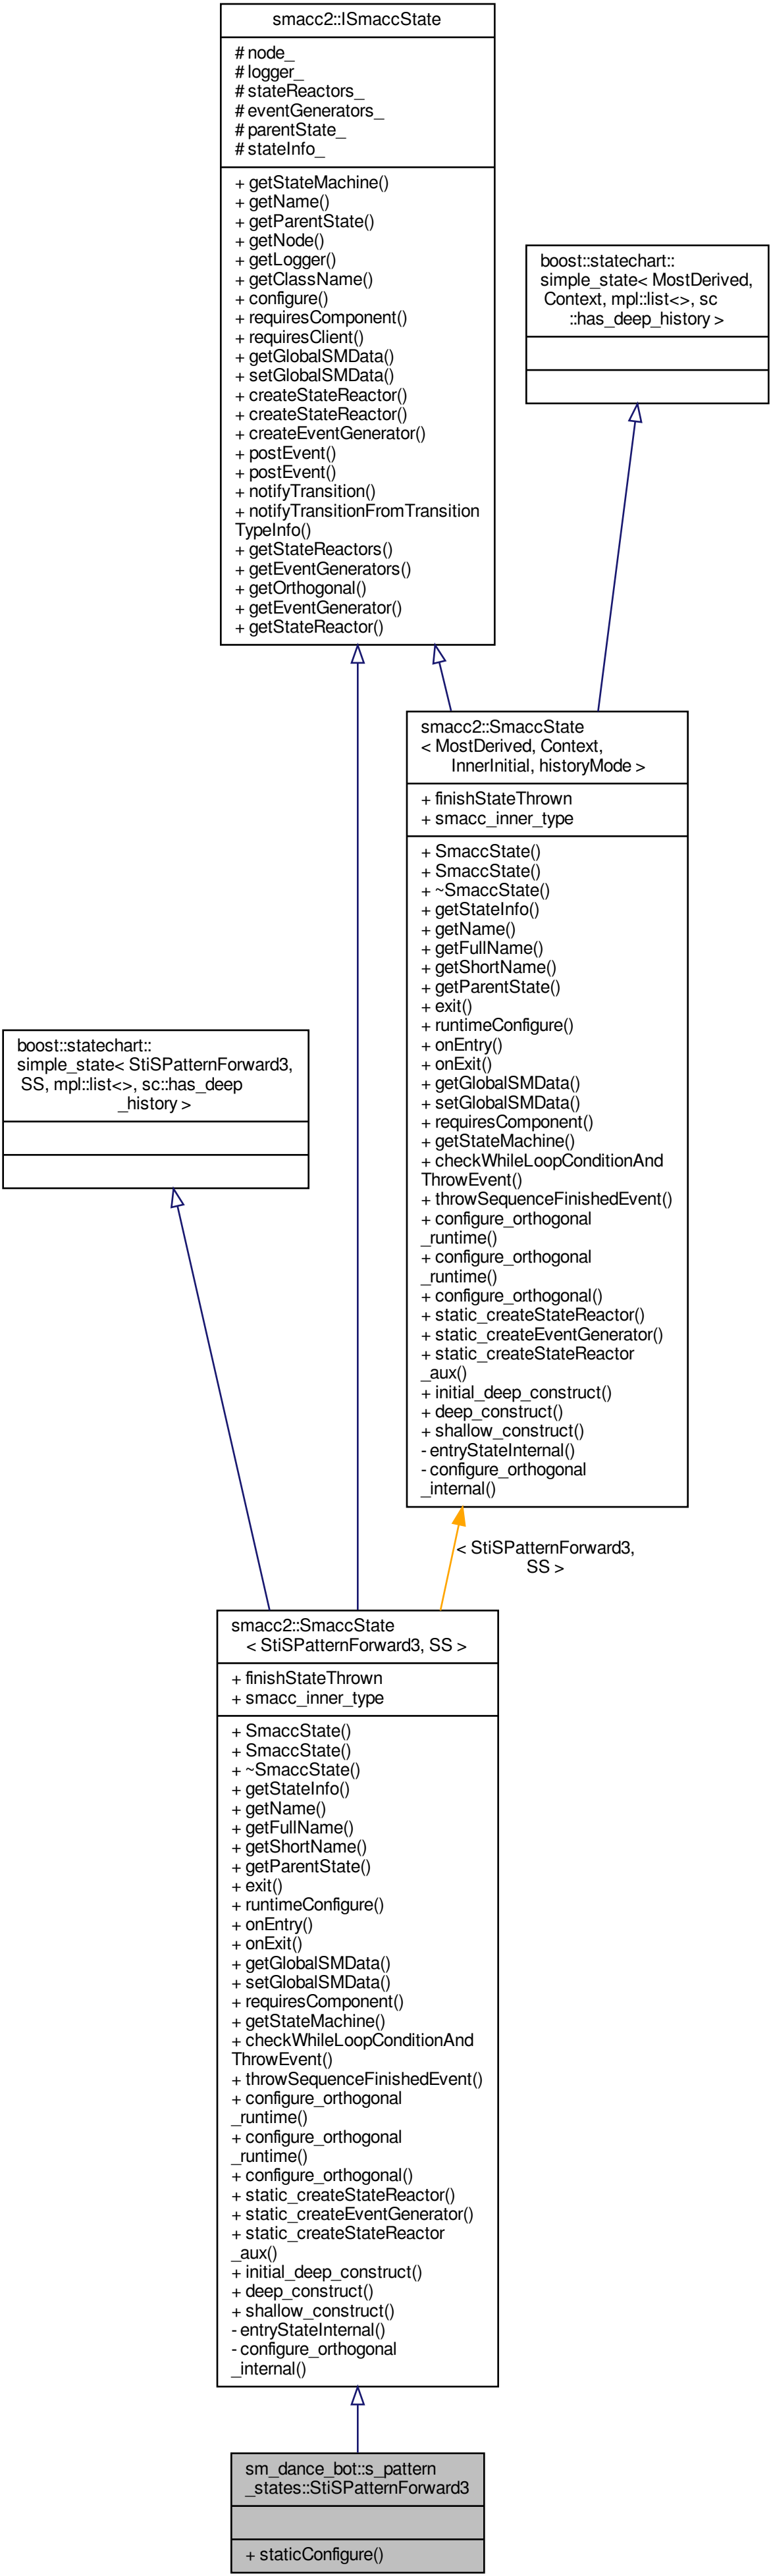 smacc2::ISmaccState
# node_
# logger_
# stateReactors_
# eventGenerators_
# parentState_
# stateInfo_
+ getStateMachine()
+ getName()
+ getParentState()
+ getNode()
+ getLogger()
+ getClassName()
+ configure()
+ requiresComponent()
+ requiresClient()
+ getGlobalSMData()
+ setGlobalSMData()
+ createStateReactor()
+ createStateReactor()
+ createEventGenerator()
+ postEvent()
+ postEvent()
+ notifyTransition()
+ notifyTransitionFromTransition
TypeInfo()
+ getStateReactors()
+ getEventGenerators()
+ getOrthogonal()
+ getEventGenerator()
+ getStateReactor()
boost::statechart::
simple_state< MostDerived,
Context, mpl::list<>, sc
::has_deep_history >
smacc2::SmaccState
< MostDerived, Context,
InnerInitial, historyMode >
+ finishStateThrown
+ smacc_inner_type
+ SmaccState()
+ SmaccState()
+ ~SmaccState()
+ getStateInfo()
+ getName()
+ getFullName()
+ getShortName()
+ getParentState()
+ exit()
+ runtimeConfigure()
+ onEntry()
+ onExit()
+ getGlobalSMData()
+ setGlobalSMData()
+ requiresComponent()
+ getStateMachine()
+ checkWhileLoopConditionAnd
ThrowEvent()
+ throwSequenceFinishedEvent()
+ configure_orthogonal
_runtime()
+ configure_orthogonal
_runtime()
+ configure_orthogonal()
+ static_createStateReactor()
+ static_createEventGenerator()
+ static_createStateReactor
_aux()
+ initial_deep_construct()
+ deep_construct()
+ shallow_construct()
- entryStateInternal()
- configure_orthogonal
_internal()
boost::statechart::
simple_state< StiSPatternForward3,
SS, mpl::list<>, sc::has_deep
_history >
< StiSPatternForward3,
SS >
smacc2::SmaccState
< StiSPatternForward3, SS >
+ finishStateThrown
+ smacc_inner_type
+ SmaccState()
+ SmaccState()
+ ~SmaccState()
+ getStateInfo()
+ getName()
+ getFullName()
+ getShortName()
+ getParentState()
+ exit()
+ runtimeConfigure()
+ onEntry()
+ onExit()
+ getGlobalSMData()
+ setGlobalSMData()
+ requiresComponent()
+ getStateMachine()
+ checkWhileLoopConditionAnd
ThrowEvent()
+ throwSequenceFinishedEvent()
+ configure_orthogonal
_runtime()
+ configure_orthogonal
_runtime()
+ configure_orthogonal()
+ static_createStateReactor()
+ static_createEventGenerator()
+ static_createStateReactor
_aux()
+ initial_deep_construct()
+ deep_construct()
+ shallow_construct()
- entryStateInternal()
- configure_orthogonal
_internal()
sm_dance_bot::s_pattern
_states::StiSPatternForward3
+ staticConfigure()